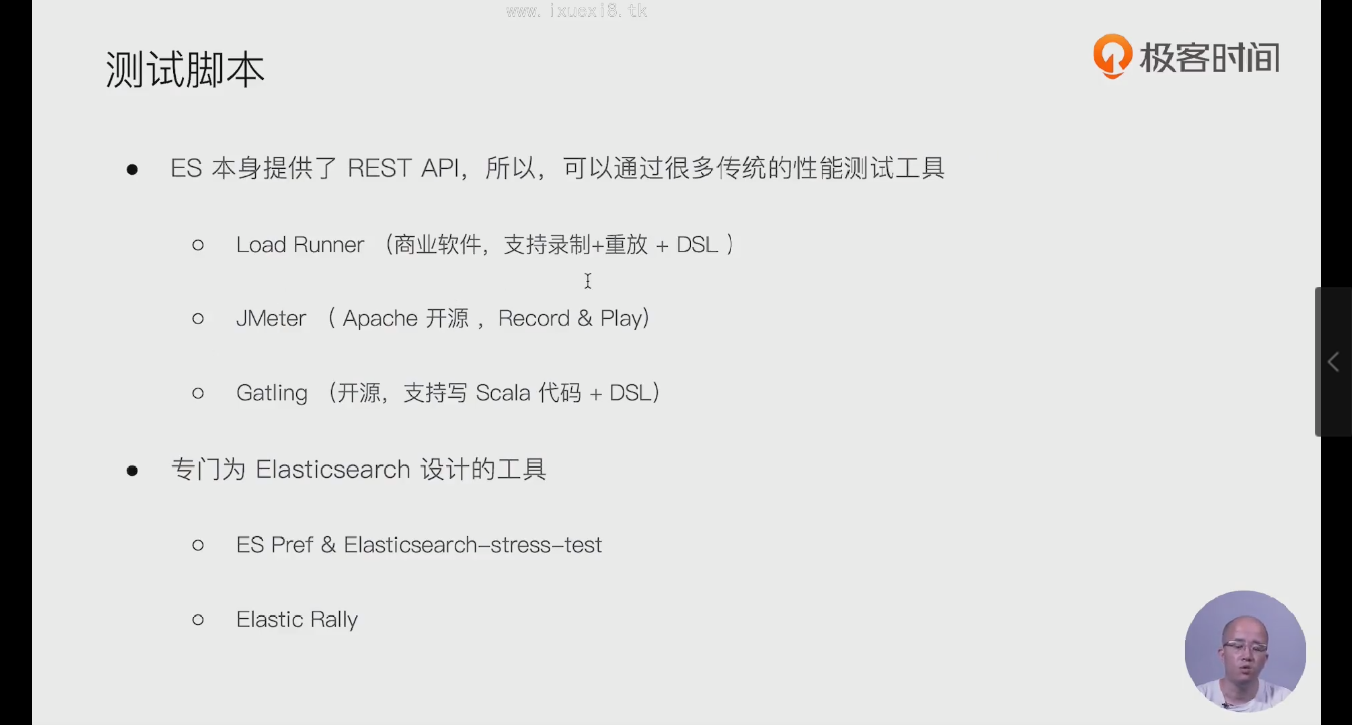 www.ixuexi8.tk
测试脚本
极客时间
ES 本身提供了 REST API，所以，可以通过很多传统的性能测试工具
Load Runner （商业软件，支持录制+重放 + DSL ）
JMeter （ Apache 开源 ，Record & Play）
Gatling （开源，支持写 Scala 代码 + DSL）
专门为 Elasticsearch 设计的工具
ES Pref & Elasticsearch–stress–test
Elastic Rally